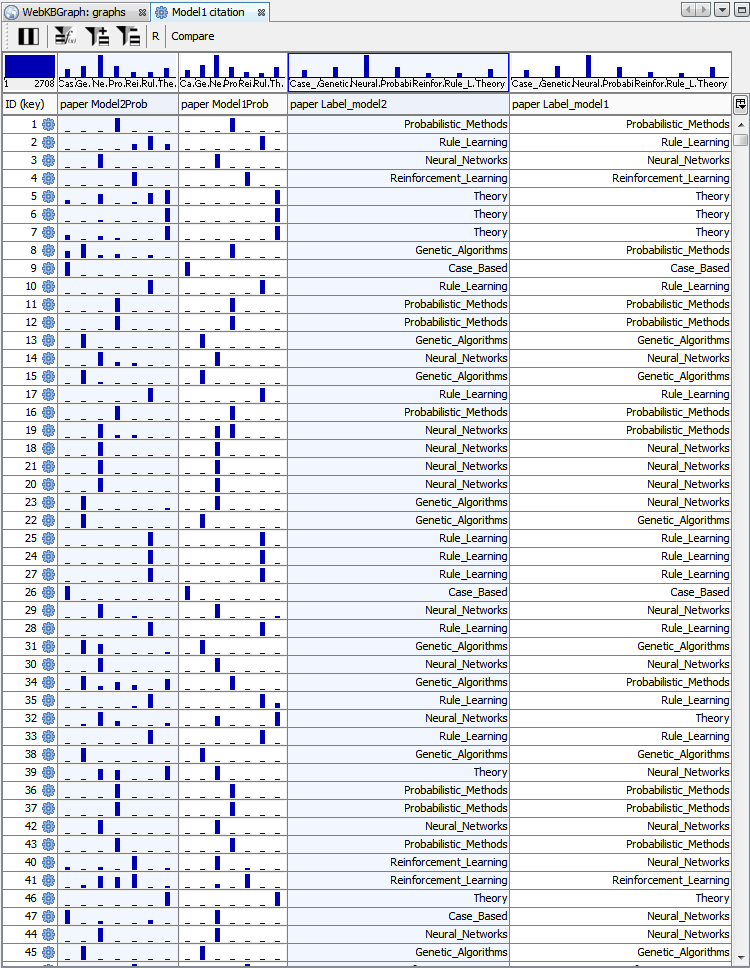 WebKBGraph: graphs Model1 citation
R Compare
1 2708 Cas. Ge. Ne. Pro. Rei. Rul. The. Ca. Ge. Ne. Pro. Rei Rul. The. Case_ Genetic. Neural. Probabi Reinfor. Rule_L. Theory Case_ Genetic. Neural. Probabi Reinfor. Rule_L. Theory
ID (key) paper Model2Prob paper Model1Prob paper Label_model2 paper Label_model1
1 Probabilistic_Methods Probabilistic_Methods
2 Rule_Learning Rule_Learning
3 Neural_Networks Neural_Networks
4 Reinforcement_Learning Reinforcement_Learning
5 Theory Theory
6 Theory Theory
7 Theory Theory
8 Genetic_Algorithms Probabilistic_Methods
9 Case_Based Case_Based
10 Rule_Learning Rule_Learning
11 Probabilistic_Methods Probabilistic_Methods
12 Probabilistic_Methods Probabilistic_Methods
13 Genetic_Algorithms Genetic_Algorithms
14 Neural_Networks Neural_Networks
15 Genetic_Algorithms Genetic_Algorithms
17 Rule_Learning Rule_Learning
16 Probabilistic_Methods Probabilistic_Methods
19 Neural_Networks Probabilistic_Methods
18 Neural_Networks Neural_Networks
21 Neural_Networks Neural_Networks
20 Neural_Networks Neural_Networks
23 Genetic_Algorithms Neural_Networks
22 Genetic_Algorithms Genetic_Algorithms
25 Rule_Learning Rule_Learning
24 Rule_Learning Rule_Learning
27 Rule_Learning Rule_Learning
26 Case_Based Case_Based
29 Neural_Networks Neural_Networks
28 Rule_Learning Rule_Learning
31 Genetic_Algorithms Genetic_Algorithms
30 Neural_Networks Neural_Networks
34 Genetic_Algorithms Probabilistic_Methods
35 Rule_Learning Rule_Learning
32 Neural_Networks Theory
33 Rule_Learning Rule_Learning
38 Genetic_Algorithms Genetic_Algorithms
39 Theory Neural_Networks
36 Probabilistic_Methods Probabilistic_Methods
37 Probabilistic_Methods Probabilistic_Methods
42 Neural_Networks Neural_Networks
43 Probabilistic_Methods Probabilistic_Methods
40 Reinforcement_Learning Neural_Networks
41 Reinforcement_Learning Reinforcement_Learning
46 Theory Theory
47 Case_Based Neural_Networks
44 Neural_Networks Neural_Networks
45 Genetic_Algorithms Genetic_Algorithms